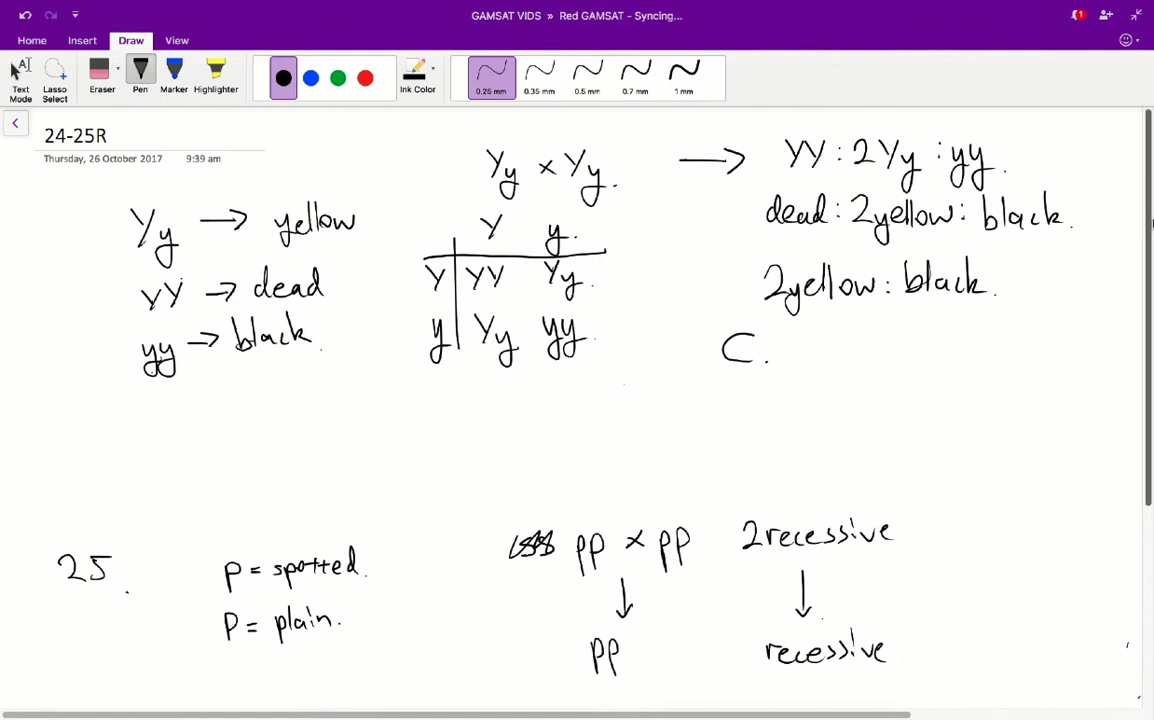 GAMSAT VIDS » Red GAMSAT - Syncing...
1
Home Insert Draw View
A
Text Mode
Lasso Select
Eraser
Pen
Marker
Highlighter
Ink Color
0.25 mm
0.35 mm
0.5 mm
0.7 mm
1 mm
24-25R
Thursday, 26 October 2017 9:39 am
Yy → yellow
YY → dead
yy → black.
Yy × Yy.
Y y.
Y YY Yy.
y Yy yy.
→ YY : 2Yy : yy.
dead : 2yellow : black.
2yellow : black.
C.
25.
p = spotted.
P = plain.
pp × pp
↓
pp
2recessive
↓
recessive